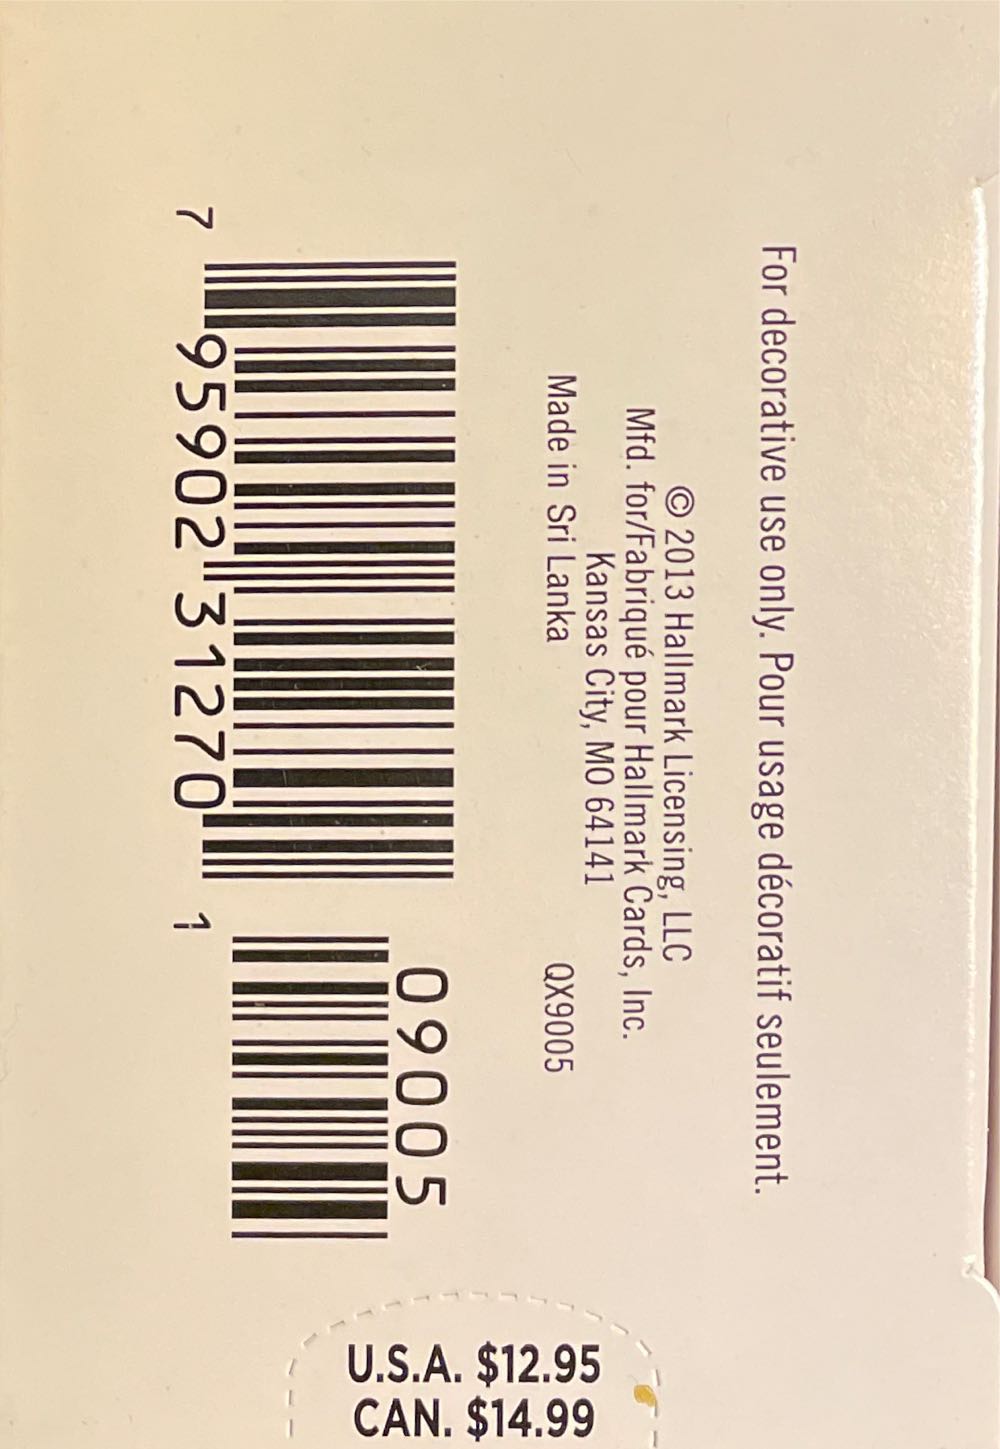 For decorative use only. Pour usage décoratif seulement.
© 2013 Hallmark Licensing, LLC
Mfd. for/Fabriqué pour Hallmark Cards, Inc.
Kansas City, MO 64141
Made in Sri Lanka QX9005
09005
7 95902 31270 1
U.S.A. $12.95
CAN. $14.99